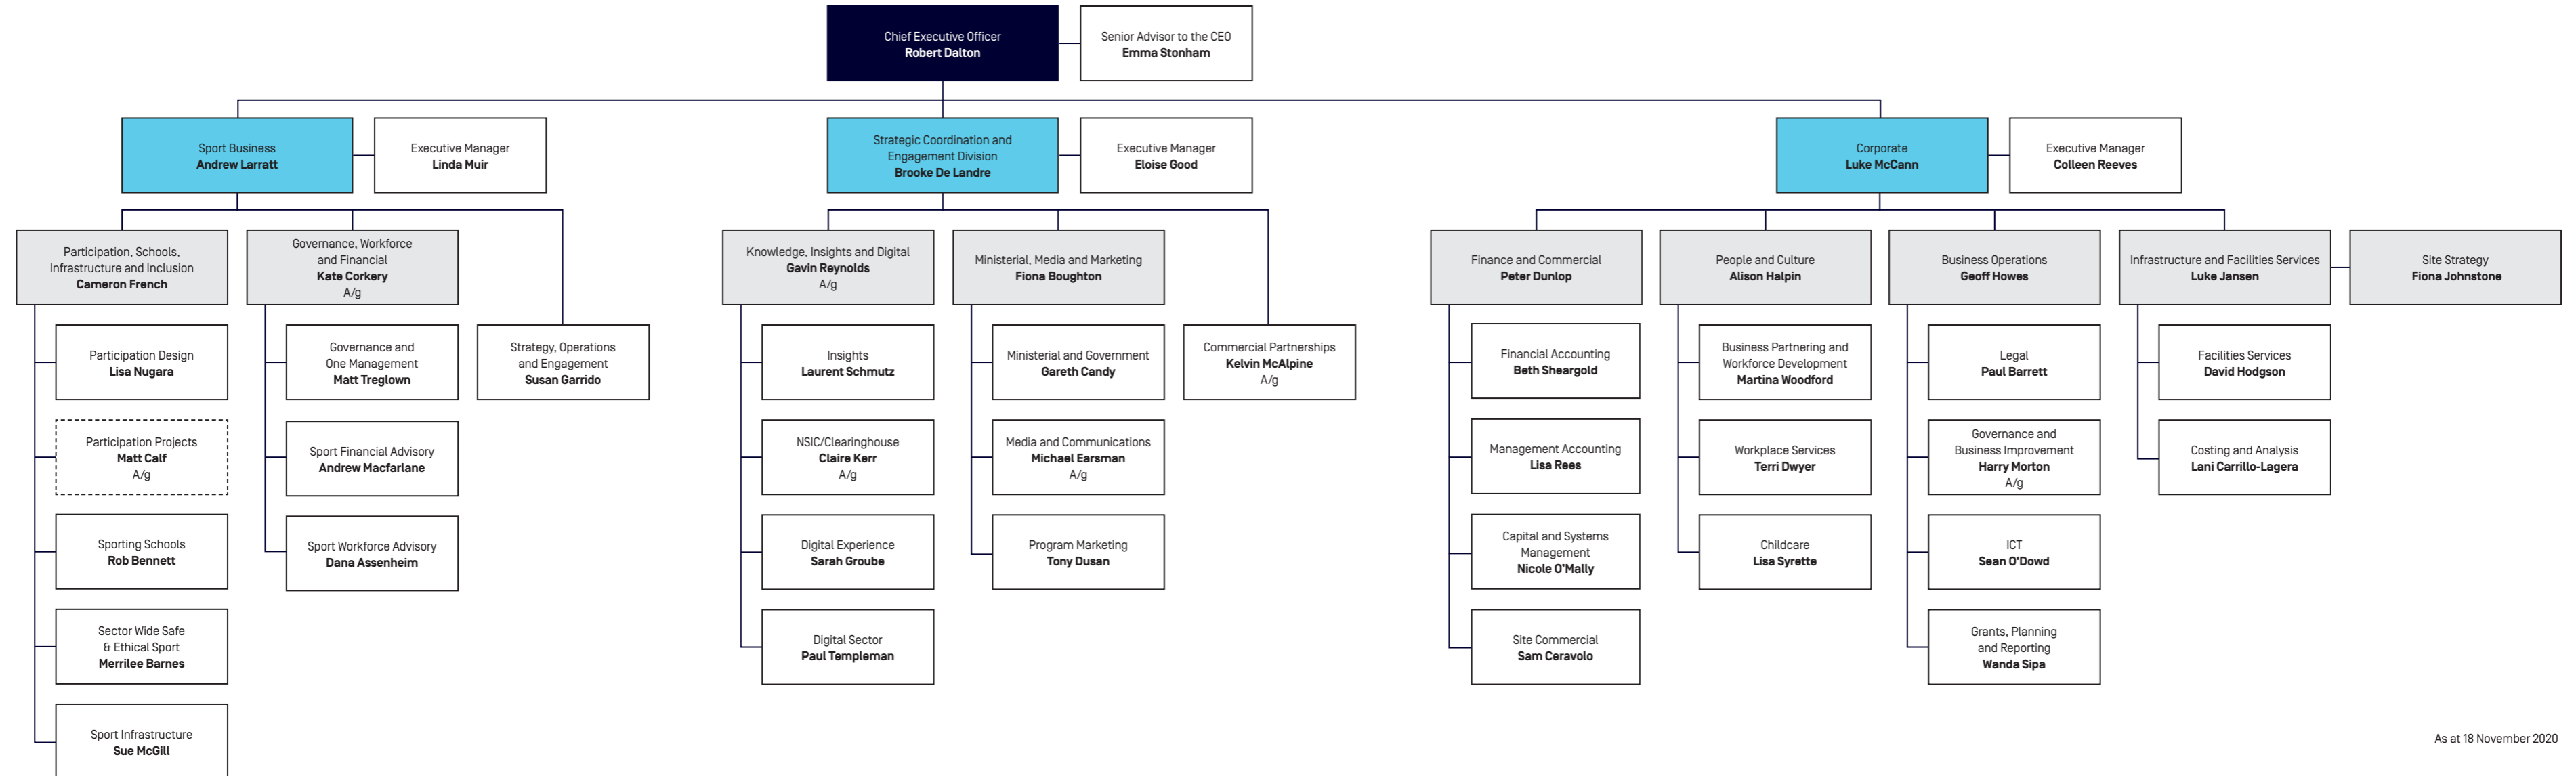 Chief Executive Officer
Robert Dalton
Senior Advisor to the CEO
Emma Stonham
Sport Business
Andrew Larratt
Executive Manager
Linda Muir
Strategic Coordination and
Engagement Division
Brooke De Landre
Executive Manager
Eloise Good
Corporate
Luke McCann
Executive Manager
Colleen Reeves
Participation, Schools,
Infrastructure and Inclusion
Cameron French
Governance, Workforce
and Financial
Kate Corkery
A/g
Knowledge, Insights and Digital
Gavin Reynolds
A/g
Ministerial, Media and Marketing
Fiona Boughton
Finance and Commercial
Peter Dunlop
People and Culture
Alison Halpin
Business Operations
Geoff Howes
Infrastructure and Facilities Services
Luke Jansen
Site Strategy
Fiona Johnstone
Participation Design
Lisa Nugara
Participation Projects
Matt Calf
A/g
Sporting Schools
Rob Bennett
Sector Wide Safe
& Ethical Sport
Merrilee Barnes
Sport Infrastructure
Sue McGill
Governance and
One Management
Matt Treglown
Sport Financial Advisory
Andrew Macfarlane
Sport Workforce Advisory
Dana Assenheim
Strategy, Operations
and Engagement
Susan Garrido
Insights
Laurent Schmutz
NSIC/Clearinghouse
Claire Kerr
A/g
Digital Experience
Sarah Groube
Digital Sector
Paul Templeman
Ministerial and Government
Gareth Candy
Media and Communications
Michael Earsman
A/g
Program Marketing
Tony Dusan
Commercial Partnerships
Kelvin McAlpine
A/g
Financial Accounting
Beth Sheargold
Management Accounting
Lisa Rees
Capital and Systems
Management
Nicole O'Mally
Site Commercial
Sam Ceravolo
Business Partnering and
Workforce Development
Martina Woodford
Workplace Services
Terri Dwyer
Childcare
Lisa Syrette
Legal
Paul Barrett
Governance and
Business Improvement
Harry Morton
A/g
ICT
Sean O'Dowd
Grants, Planning
and Reporting
Wanda Sipa
Facilities Services
David Hodgson
Costing and Analysis
Lani Carrillo-Lagera
As at 18 November 2020